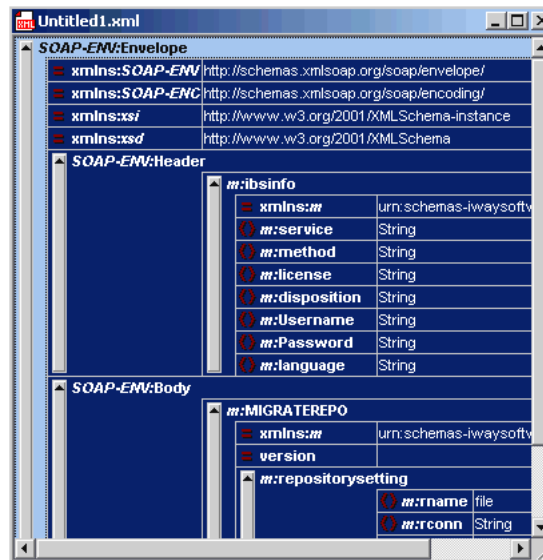 Untitled1.xml
SOAP-ENV:Envelope
= xmlns:SOAP-ENV http://schemas.xmlsoap.org/soap/envelope/
= xmlns:SOAP-ENC http://schemas.xmlsoap.org/soap/encoding/
= xmlns:xsi http://www.w3.org/2001/XMLSchema-instance
= xmlns:xsd http://www.w3.org/2001/XMLSchema
SOAP-ENV:Header
m:ibsinfo
= xmlns:m urn:schemas-iwaysoftw
() m:service String
() m:method String
() m:license String
() m:disposition String
() m:Username String
() m:Password String
() m:language String
SOAP-ENV:Body
m:MIGRATEREPO
= xmlns:m urn:schemas-iwaysoftw
= version
m:repositorysetting
() m:rname file
() m:rconn String